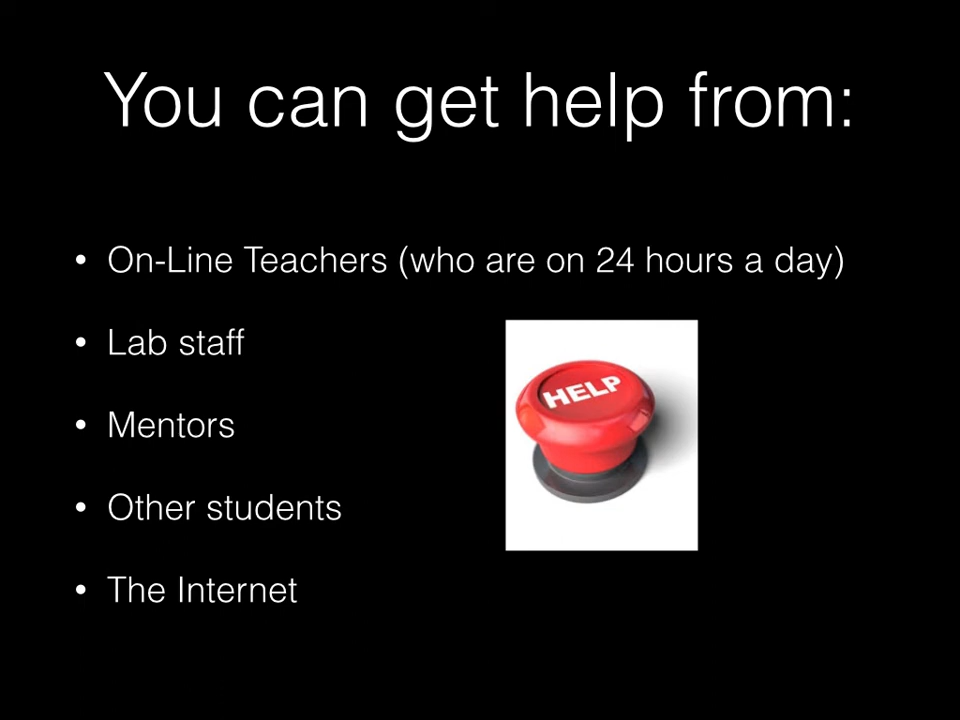 You can get help from:
• On-Line Teachers (who are on 24 hours a day)
• Lab staff
HELP
• Mentors
• Other students
• The Internet